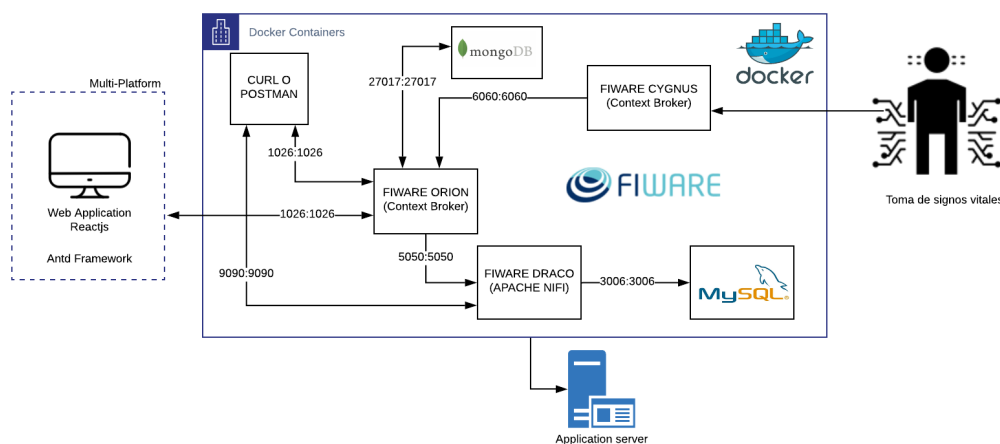 Docker Containers
mongoDB
docker
CURL O
POSTMAN
27017:27017
6060:6060
FIWARE CYGNUS
(Context Broker)
Multi-Platform
1026:1026
FIWARE ORION
(Context Broker)
FIWARE
Toma de signos vitales
Web Application
Reactjs
Antd Framework
1026:1026
5050:5050
9090:9090
FIWARE DRACO
(APACHE NIFI)
3006:3006
MySQL®
Application server